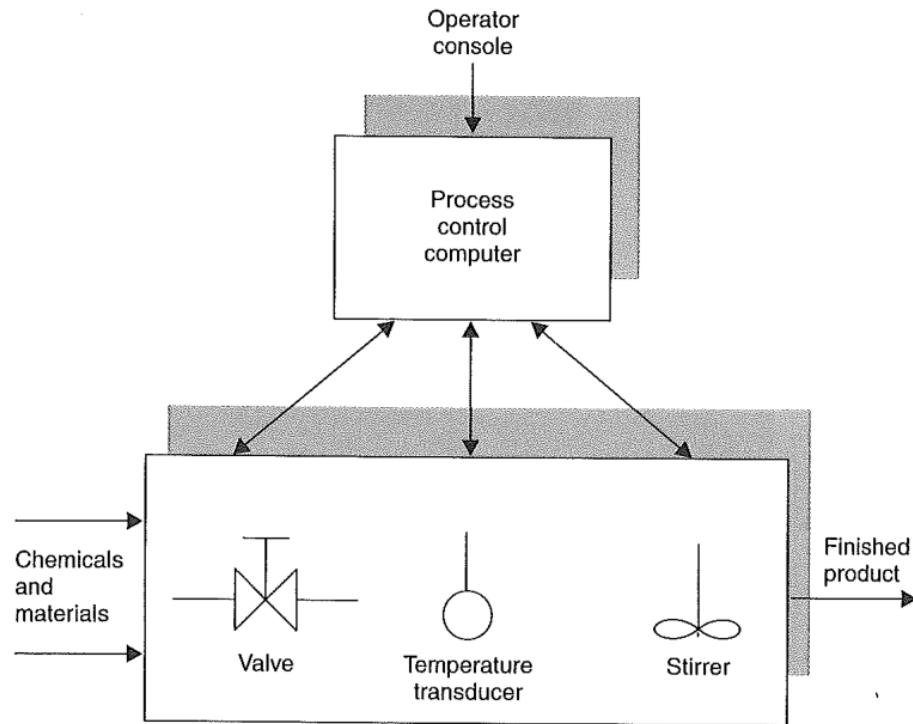 Operator
console
Process
control
computer
Chemicals
and
materials
Valve
Temperature
transducer
Stirrer
Finished
product